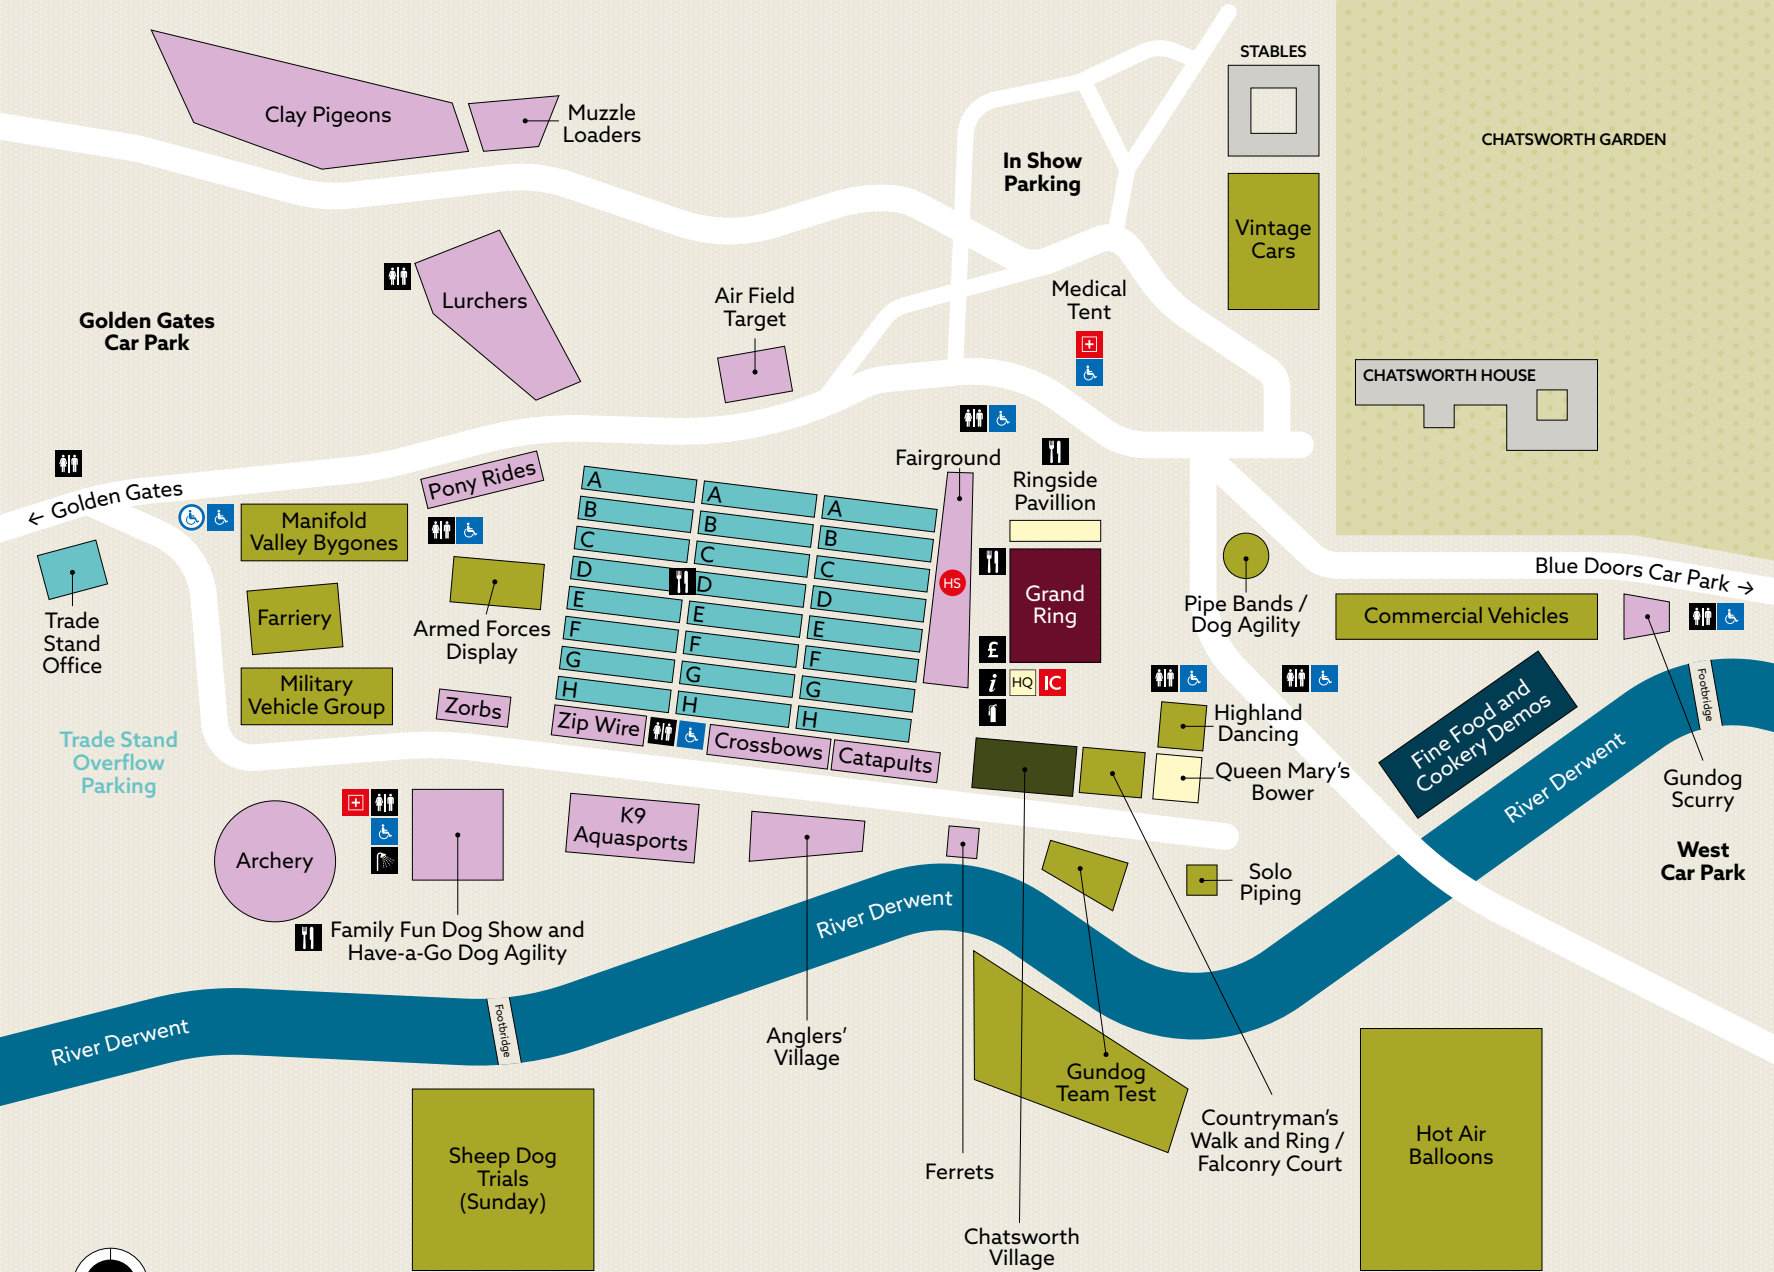 STABLES
CHATSWORTH GARDEN
Clay Pigeons
Muzzle
Loaders
In Show
Parking
Vintage
Cars
Lurchers
Air Field
Target
Medical
Tent
Golden Gates
Car Park
CHATSWORTH HOUSE
Fairground
Ringside
Pavillion
Pony Rides
← Golden Gates
Manifold
Valley Bygones
A
B
C
D
E
F
G
H
A
B
C
D
E
F
G
H
A
B
C
D
E
F
G
H
HS
Grand
Ring
Blue Doors Car Park →
Pipe Bands /
Dog Agility
Commercial Vehicles
Trade
Stand
Office
Farriery
Armed Forces
Display
Military
Vehicle Group
£
i
HQ
IC
Zorbs
Zip Wire
Crossbows
Catapults
Highland
Dancing
Queen Mary's
Bower
Fine Food and
Cookery Demos
Footbridge
River Derwent
Gundog
Scurry
Trade Stand
Overflow
Parking
K9
Aquasports
Archery
West
Car Park
Solo
Piping
Family Fun Dog Show and
Have-a-Go Dog Agility
River Derwent
River Derwent
Footbridge
Anglers'
Village
Gundog
Team Test
Countryman's
Walk and Ring /
Falconry Court
Hot Air
Balloons
Sheep Dog
Trials
(Sunday)
Ferrets
Chatsworth
Village